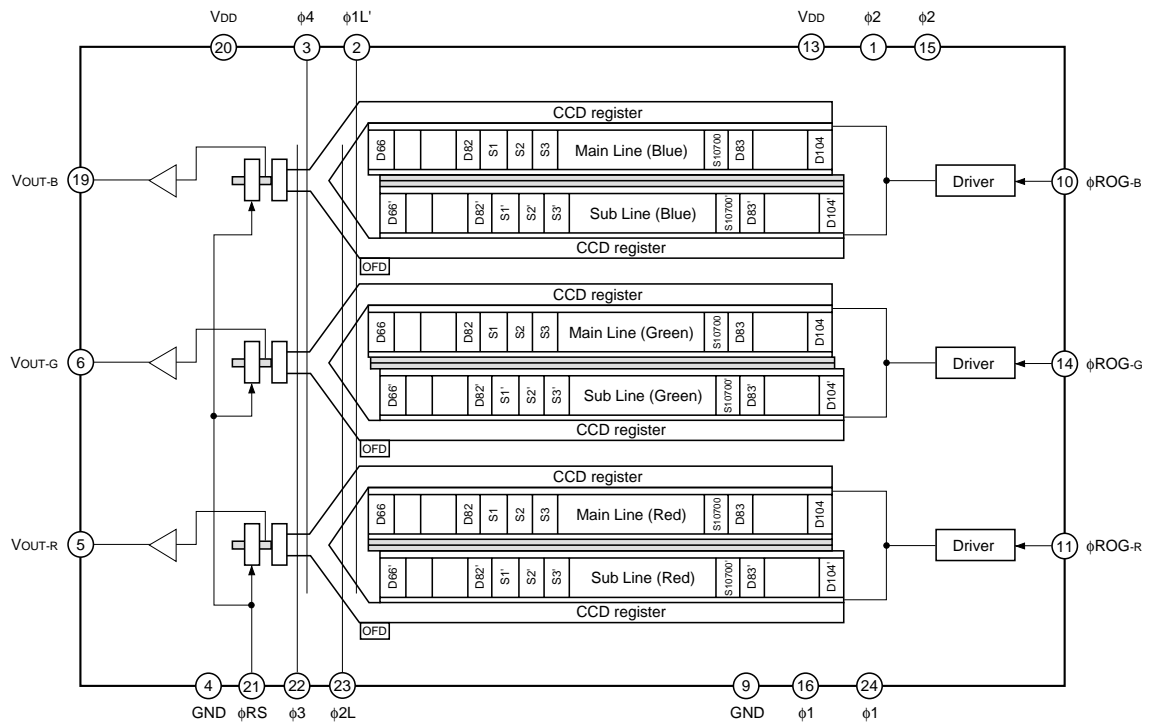 VDD φ4 φ1L' VDD φ2 φ2
20 3 2 13 1 15
CCD register
D66 D82 S1 S2 S3 Main Line (Blue) S10700 D83 D104
VOUT-B 19 Driver 10 φROG-B
D66' D82' S1' S2' S3' Sub Line (Blue) S10700' D83' D104'
CCD register
OFD
CCD register
D66 D82 S1 S2 S3 Main Line (Green) S10700 D83 D104
VOUT-G 6 Driver 14 φROG-G
D66' D82' S1' S2' S3' Sub Line (Green) S10700' D83' D104'
CCD register
OFD
CCD register
D66 D82 S1 S2 S3 Main Line (Red) S10700 D83 D104
VOUT-R 5 Driver 11 φROG-R
D66' D82' S1' S2' S3' Sub Line (Red) S10700' D83' D104'
CCD register
OFD
4 21 22 23 9 16 24
GND φRS φ3 φ2L GND φ1 φ1